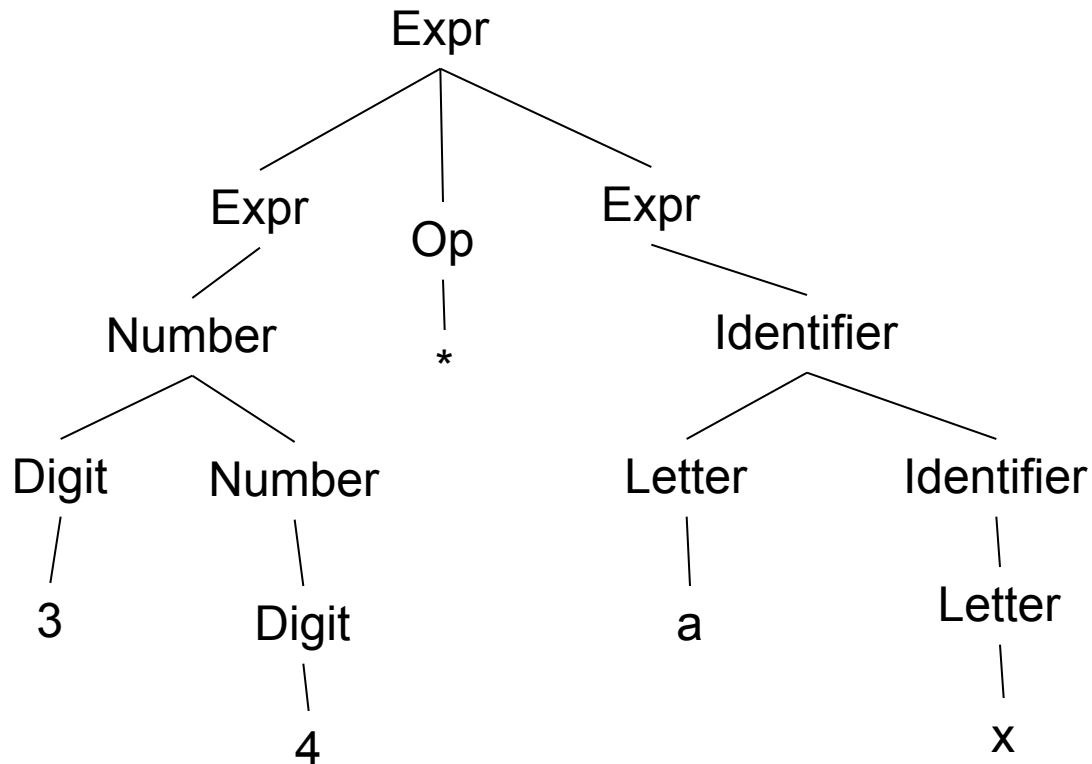 Expr
Expr Op Expr
Number * Identifier
Digit Number Letter Identifier
3 Digit a Letter
4 x